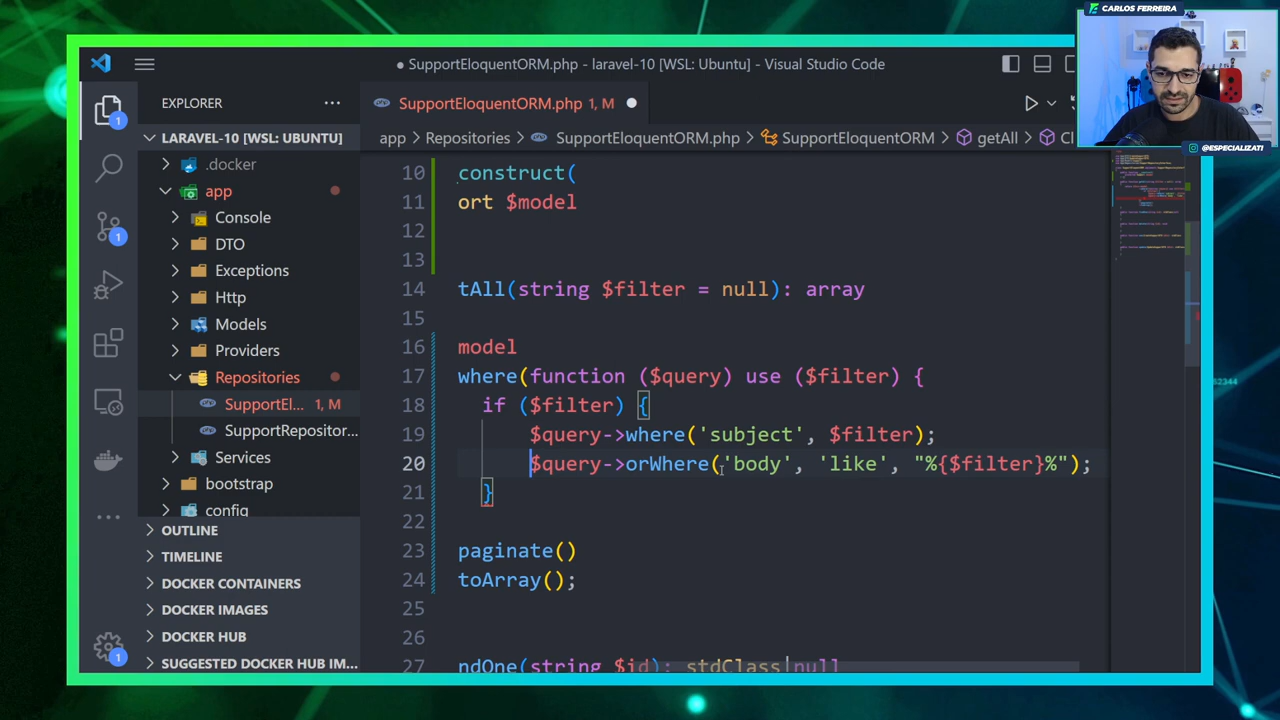 CARLOS FERREIRA
@ESPECIALIZATI
SupportEloquentORM.php - laravel-10 [WSL: Ubuntu] - Visual Studio Code
EXPLORER
SupportEloquentORM.php 1, M
LARAVEL-10 [WSL: UBUNTU]
app > Repositories > SupportEloquentORM.php > SupportEloquentORM > getAll > Cl
.docker
app
Console
DTO
Exceptions
Http
Models
Providers
Repositories
SupportEl... 1, M
SupportRepositor...
Services
bootstrap
config
OUTLINE
TIMELINE
DOCKER CONTAINERS
DOCKER IMAGES
DOCKER HUB
SUGGESTED DOCKER HUB IM...
1
1
1
10 construct(
11 ort $model
12
13
14 tAll(string $filter = null): array
15
16 model
17 where(function ($query) use ($filter) {
18 if ($filter) {
19 $query->where('subject', $filter);
20 $query->orWhere('body', 'like', "%{$filter}%");
21 }
22
23 paginate()
24 toArray();
25
26
27 ndOne(string $id): stdClass|null